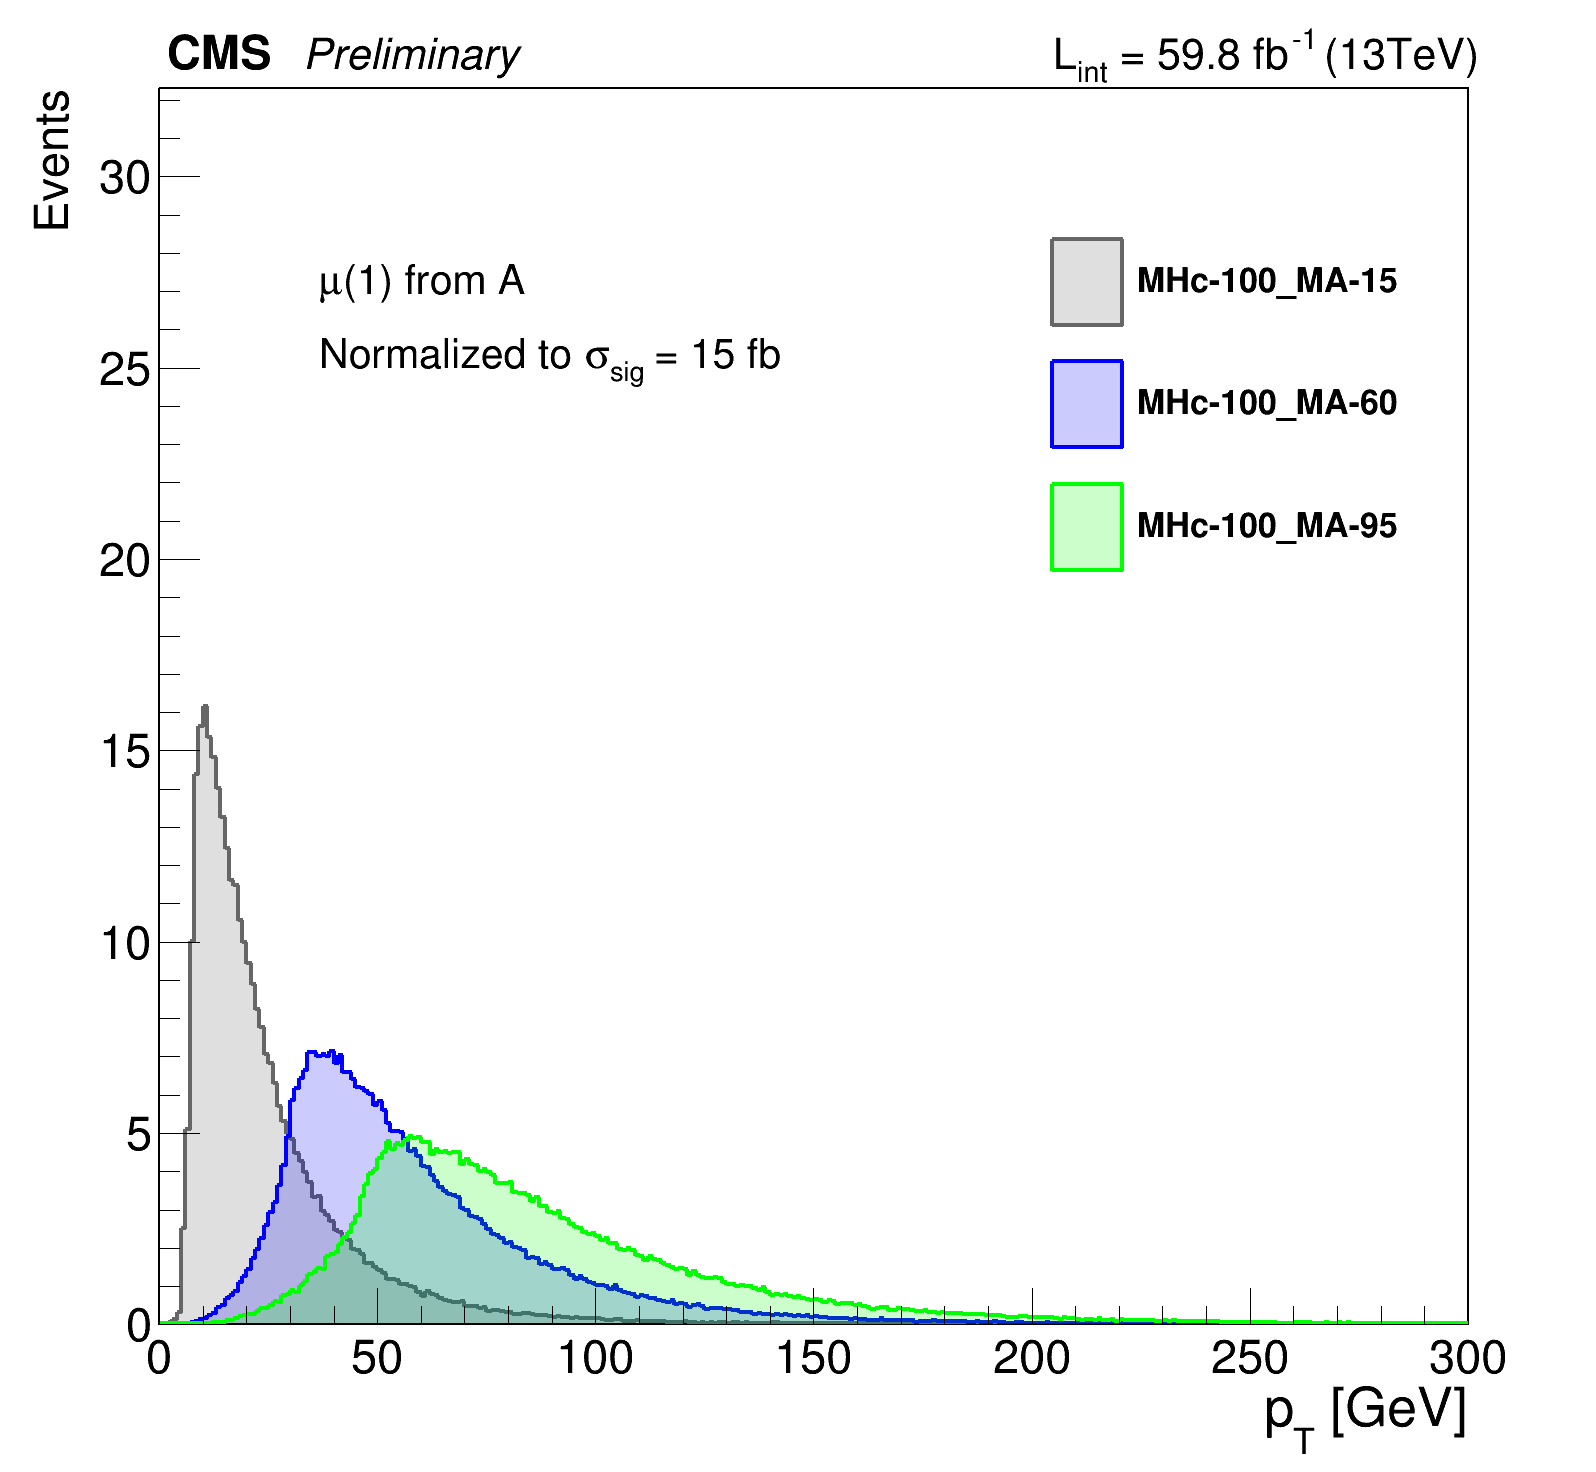 CMS Preliminary
L_int = 59.8 fb^-1 (13TeV)
Events
30
25
20
15
10
5
0
μ(1) from A
Normalized to σ_sig = 15 fb
MHc-100_MA-15
MHc-100_MA-60
MHc-100_MA-95
0 50 100 150 200 250 300
p_T [GeV]